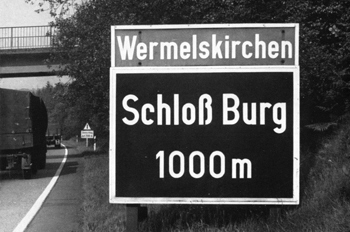 Wermelskirchen
Schloß Burg
1000 m